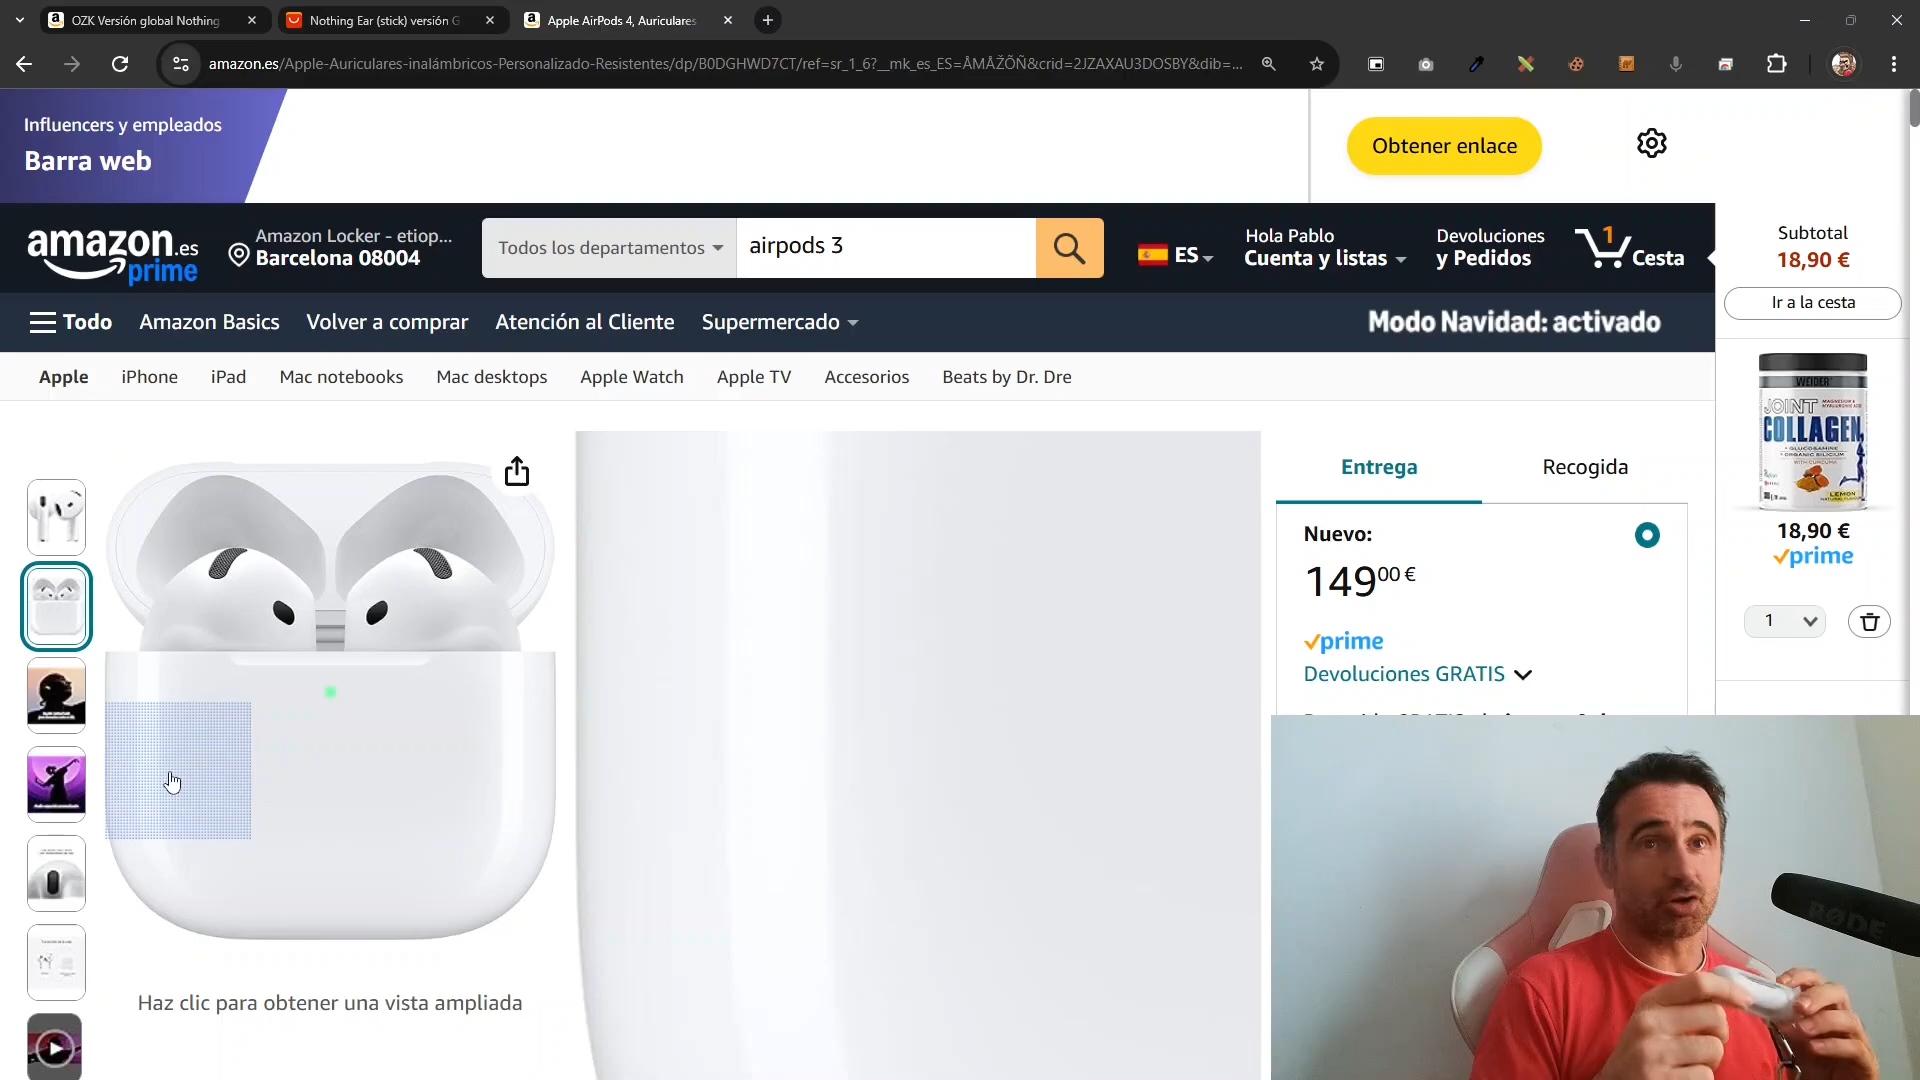 OZK Versión global Nothing
Nothing Ear (stick) versión G
Apple AirPods 4, Auriculares
amazon.es/Apple-Auriculares-inalámbricos-Personalizado-Resistentes/dp/B0DGHWD7CT/ref=sr_1_6?__mk_es_ES=ÅMÅŽÕÑ&crid=2JZAXAU3DOSBY&dib=...
Influencers y empleados
Barra web
Obtener enlace
amazon.es
prime
Amazon Locker - etiop...
Barcelona 08004
Todos los departamentos
airpods 3
ES
Hola Pablo
Cuenta y listas
Devoluciones
y Pedidos
1
Cesta
Subtotal
18,90 €
Ir a la cesta
Todo
Amazon Basics
Volver a comprar
Atención al Cliente
Supermercado
Modo Navidad: activado
Apple
iPhone
iPad
Mac notebooks
Mac desktops
Apple Watch
Apple TV
Accesorios
Beats by Dr. Dre
WEIDER
JOINT
COLLAGEN
LEMON
18,90 €
prime
1
Entrega
Recogida
Nuevo:
149,00 €
prime
Devoluciones GRATIS
Haz clic para obtener una vista ampliada
RØDE